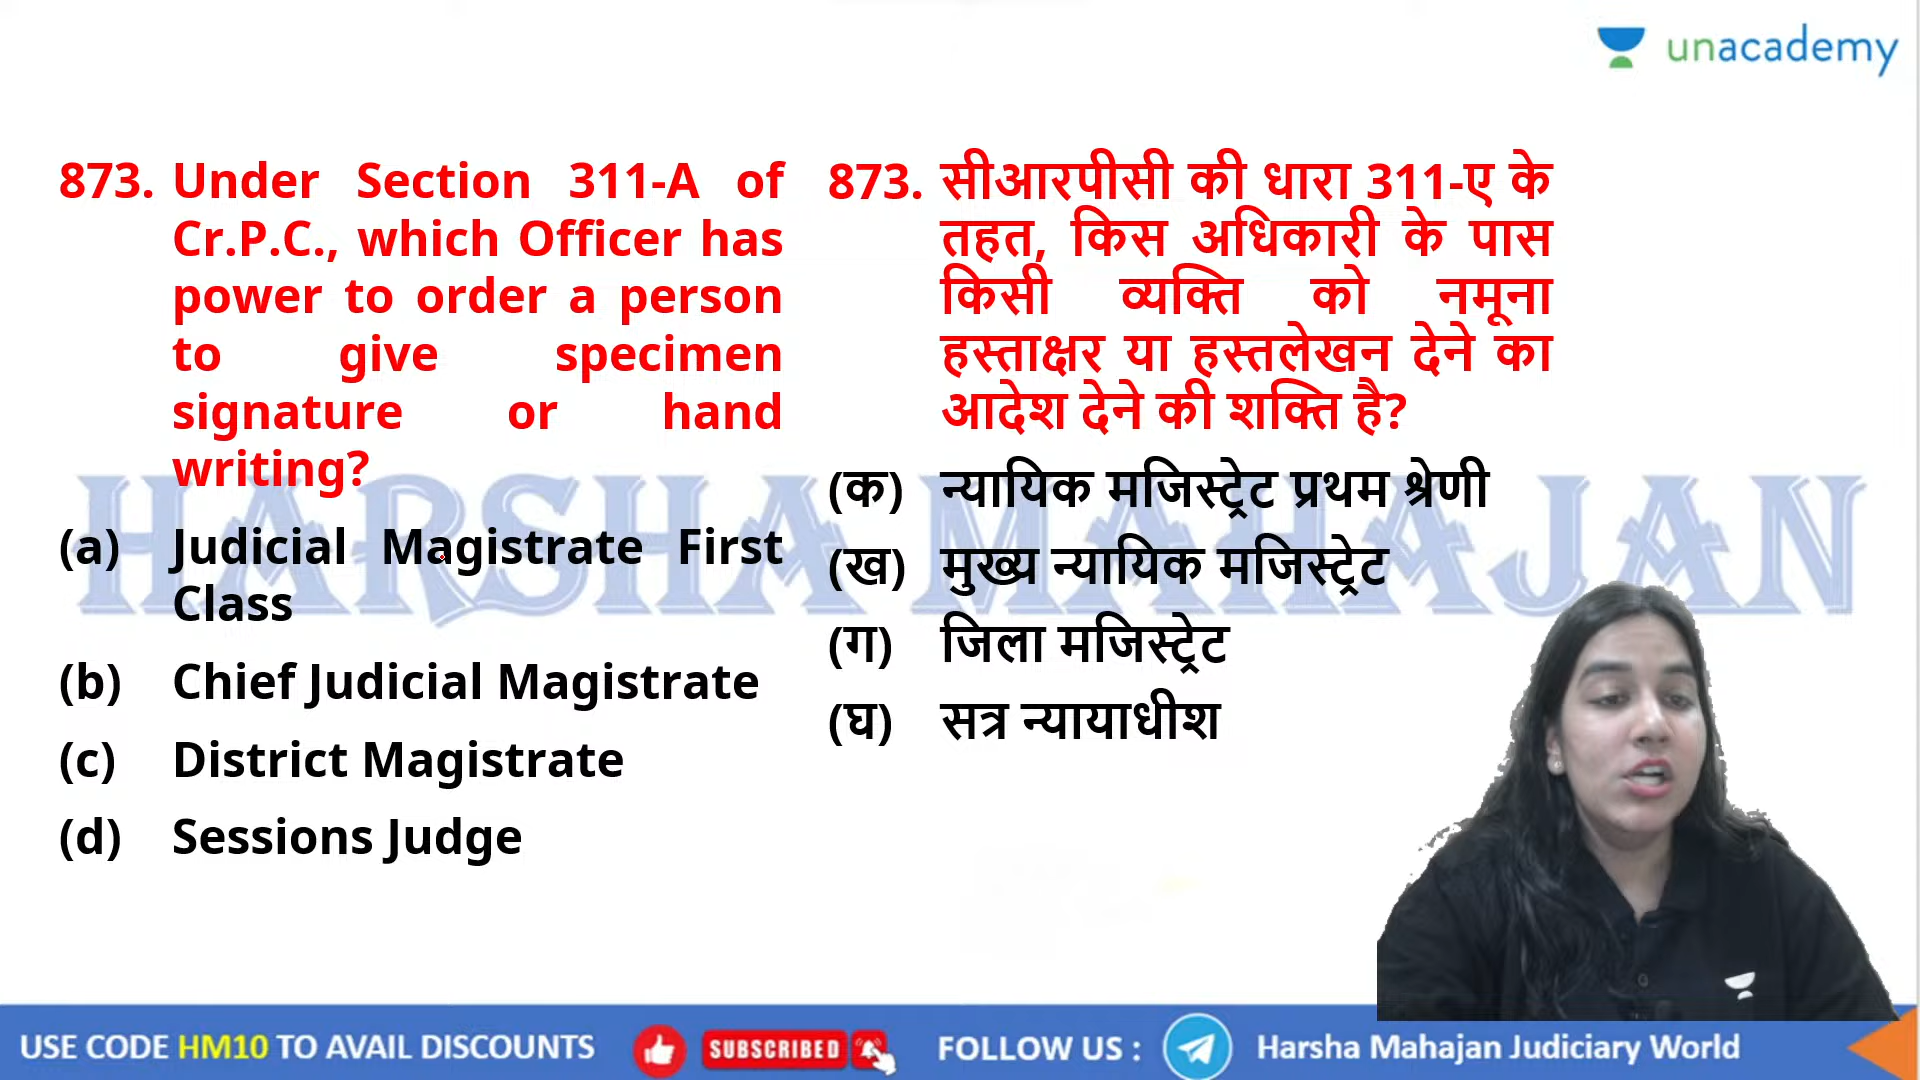 unacademy
873. Under Section 311-A of
Cr.P.C., which Officer has
power to order a person
to give specimen
signature or hand
writing?
(a) Judicial Magistrate First
Class
(b) Chief Judicial Magistrate
(c) District Magistrate
(d) Sessions Judge
873. सीआरपीसी की धारा 311-ए के
तहत, किस अधिकारी के पास
किसी व्यक्ति को नमूना
हस्ताक्षर या हस्तलेखन देने का
आदेश देने की शक्ति है?
(क) न्यायिक मजिस्ट्रेट प्रथम श्रेणी
(ख) मुख्य न्यायिक मजिस्ट्रेट
(ग) जिला मजिस्ट्रेट
(घ) सत्र न्यायाधीश
HARSHA MAHAJAN
USE CODE HM10 TO AVAIL DISCOUNTS
SUBSCRIBED
FOLLOW US :
Harsha Mahajan Judiciary World